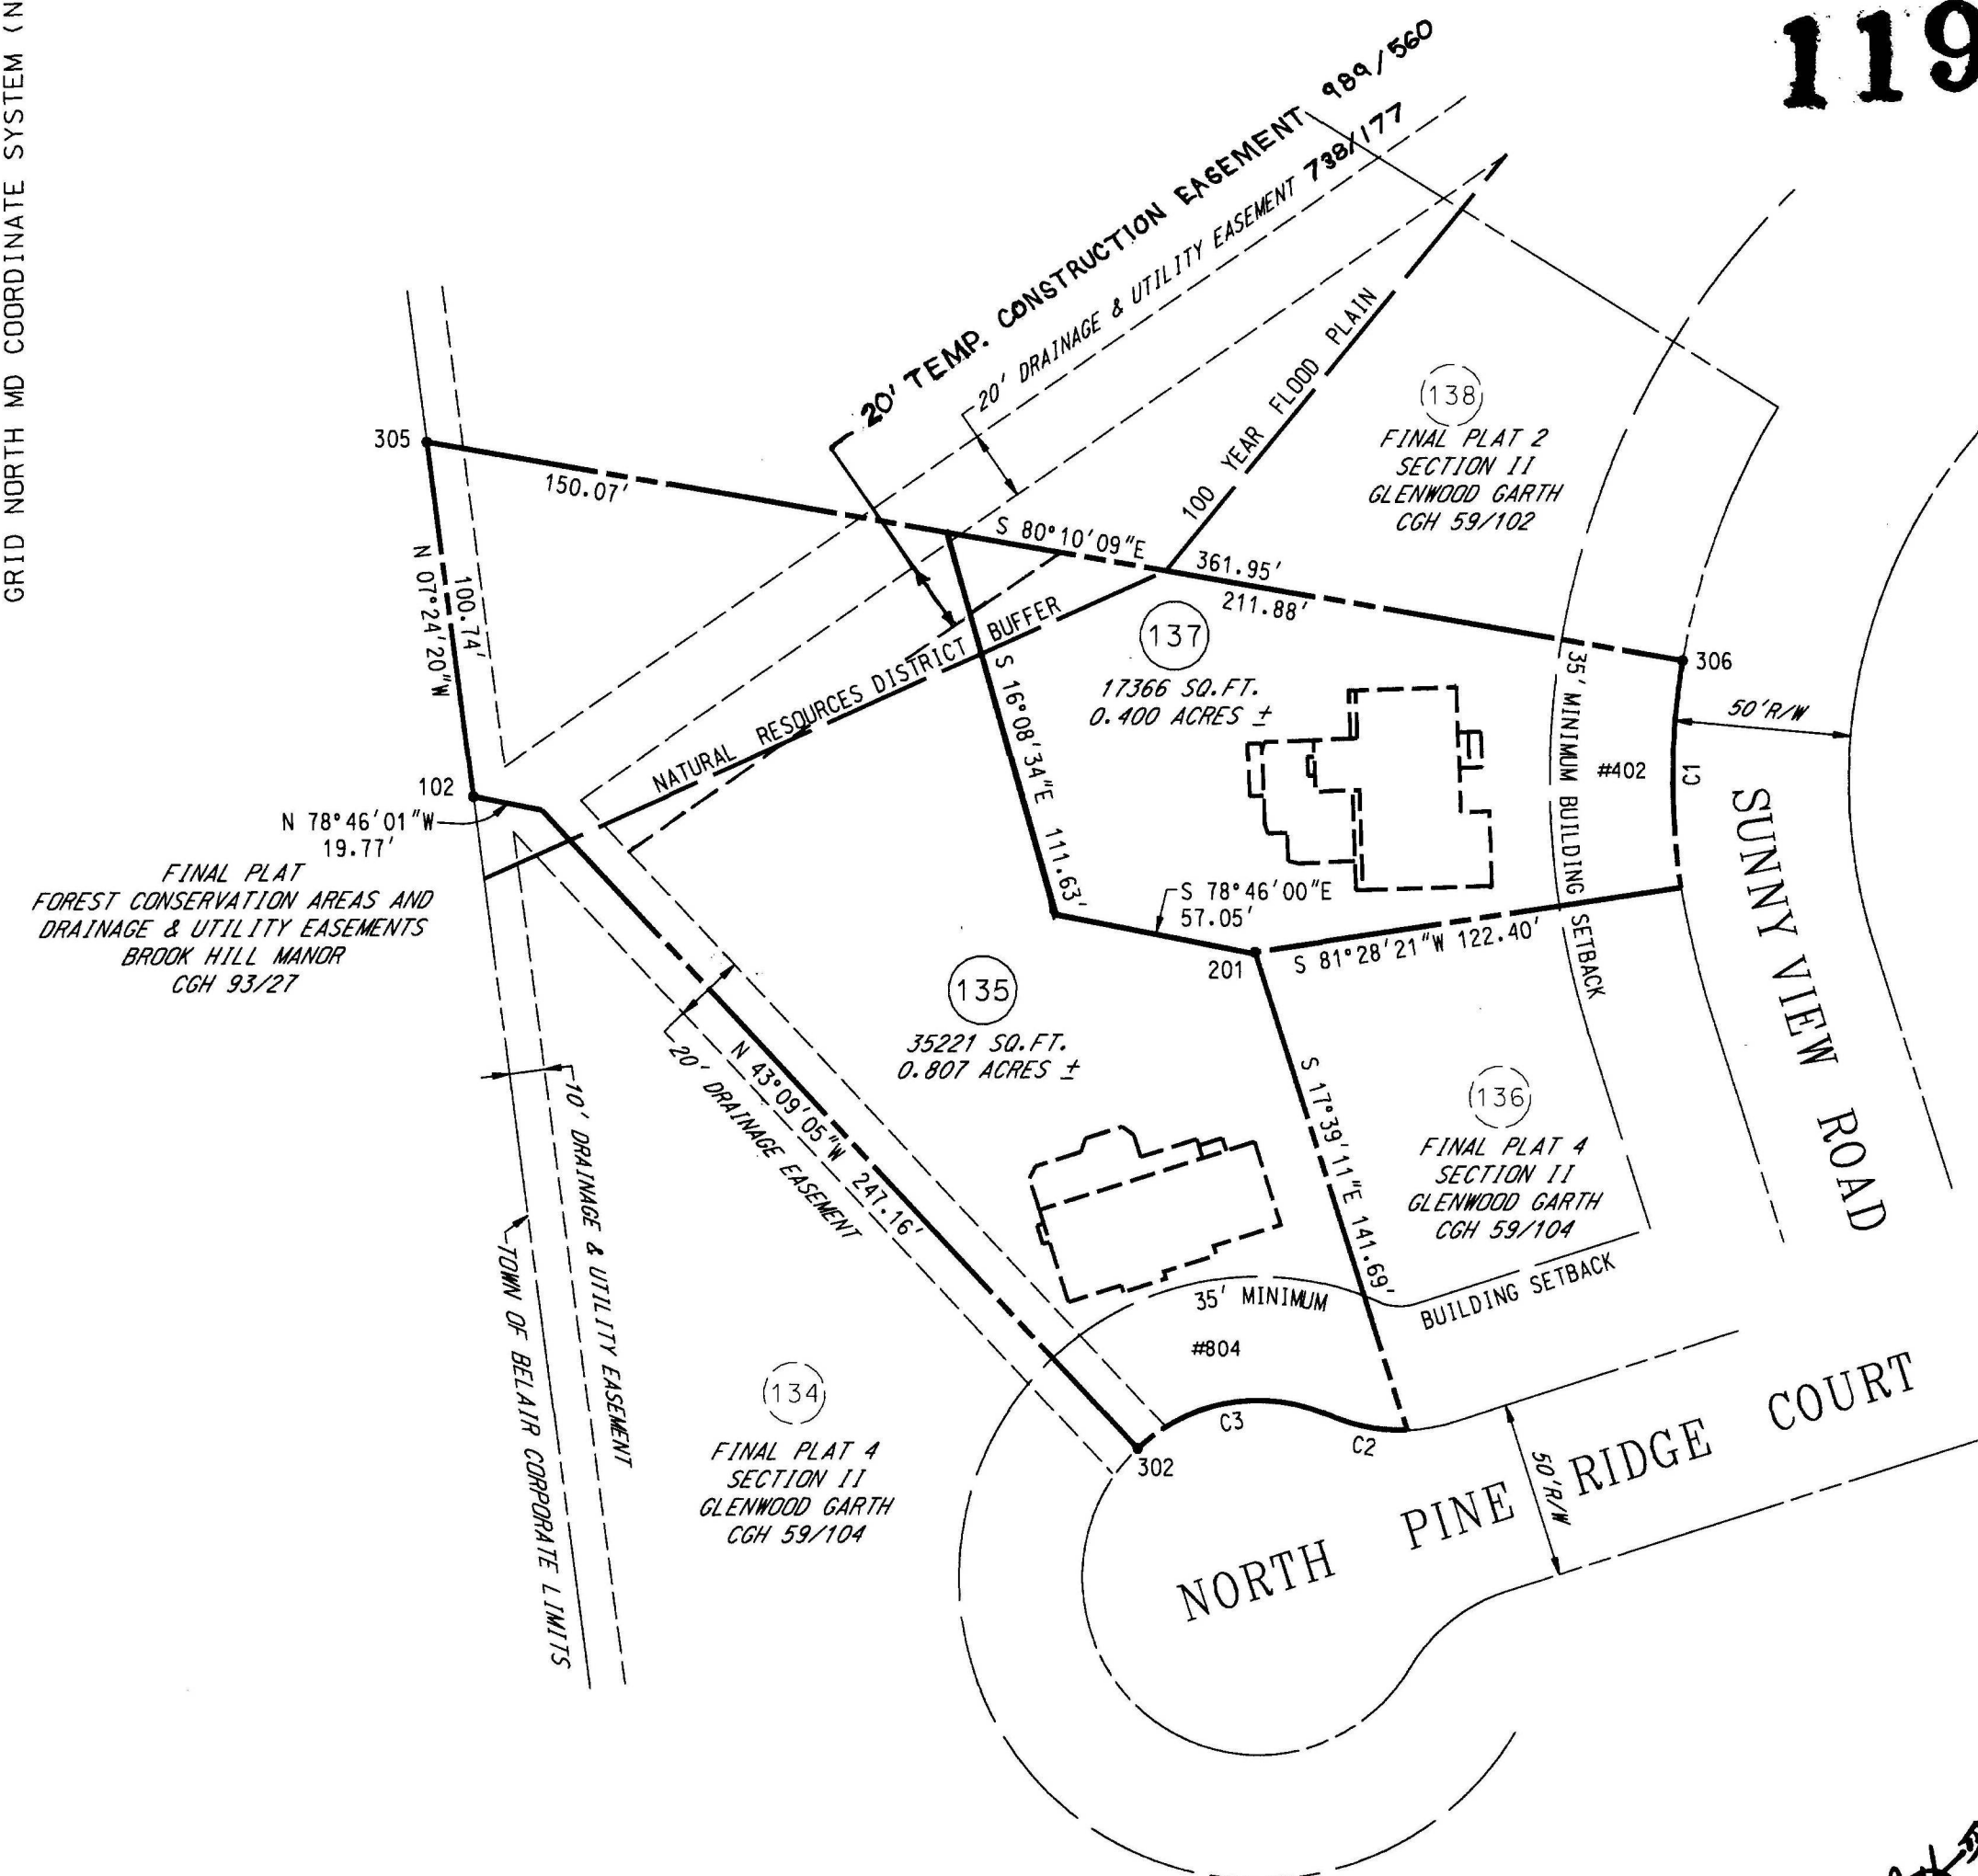 119
GRID NORTH MD COORDINATE SYSTEM (N
20' TEMP. CONSTRUCTION EASEMENT 989/560
20' DRAINAGE & UTILITY EASEMENT 738/177
100 YEAR FLOOD PLAIN
138
FINAL PLAT 2
SECTION II
GLENWOOD GARTH
CGH 59/102
305
150.07'
S 80°10'09"E
361.95'
211.88'
306
N 07°24'20"W
100.74'
NATURAL RESOURCES DISTRICT BUFFER
137
17366 SQ.FT.
0.400 ACRES ±
S 16°08'34"E 111.63'
35' MINIMUM BUILDING SETBACK
#402
C1
50'R/W
SUNNY VIEW ROAD
102
N 78°46'01"W
19.77'
FINAL PLAT
FOREST CONSERVATION AREAS AND
DRAINAGE & UTILITY EASEMENTS
BROOK HILL MANOR
CGH 93/27
S 78°46'00"E
57.05'
201
S 81°28'21"W 122.40'
135
35221 SQ.FT.
0.807 ACRES ±
N 43°09'05"W 247.16'
20' DRAINAGE EASEMENT
10' DRAINAGE & UTILITY EASEMENT
TOWN OF BELAIR CORPORATE LIMITS
S 17°39'11"E 141.69'
136
FINAL PLAT 4
SECTION II
GLENWOOD GARTH
CGH 59/104
35' MINIMUM
BUILDING SETBACK
#804
134
FINAL PLAT 4
SECTION II
GLENWOOD GARTH
CGH 59/104
C3
C2
302
50'R/W
NORTH PINE RIDGE COURT